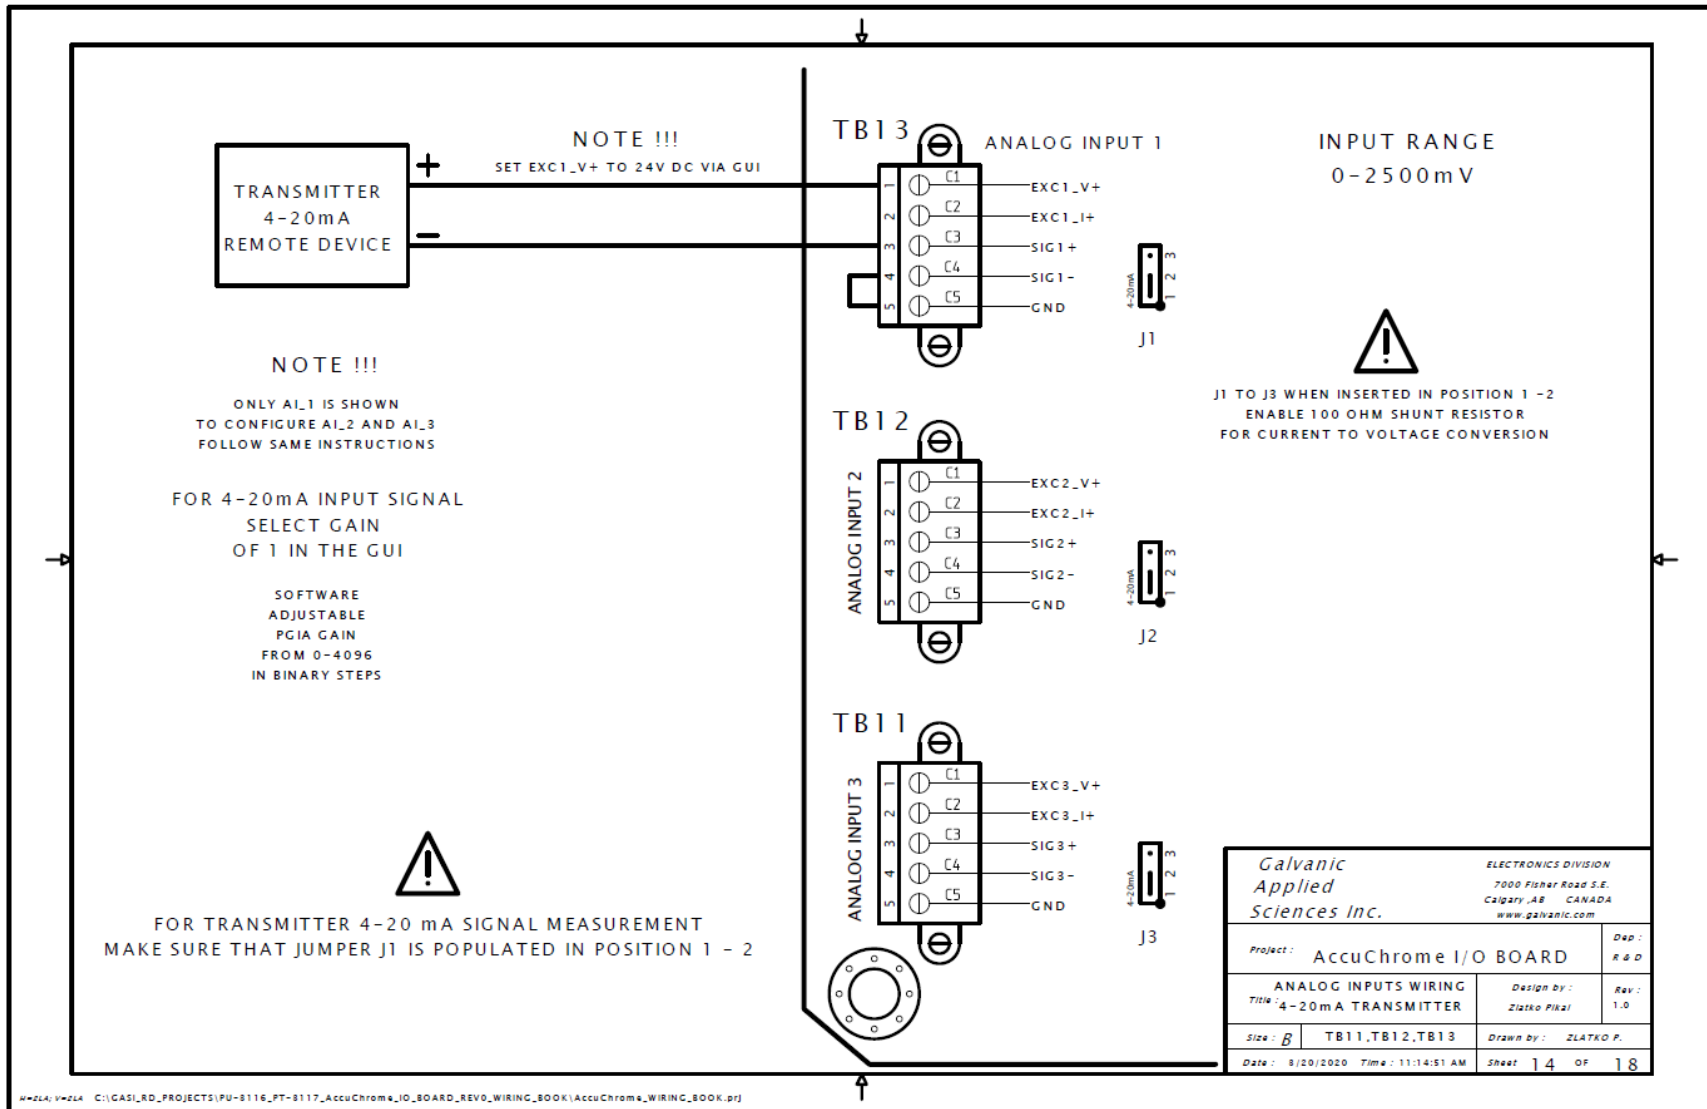 NOTE !!!
SET EXC1_V+ TO 24V DC VIA GUI
TRANSMITTER
4-20mA
REMOTE DEVICE
+
−
TB13
ANALOG INPUT 1
1 C1 EXC1_V+
2 C2 EXC1_I+
3 C3 SIG1+
4 C4 SIG1-
5 C5 GND
4-20mA
1 2 3
J1
INPUT RANGE
0-2500mV
!
J1 TO J3 WHEN INSERTED IN POSITION 1 -2
ENABLE 100 OHM SHUNT RESISTOR
FOR CURRENT TO VOLTAGE CONVERSION
NOTE !!!
ONLY AI_1 IS SHOWN
TO CONFIGURE AI_2 AND AI_3
FOLLOW SAME INSTRUCTIONS
FOR 4-20mA INPUT SIGNAL
SELECT GAIN
OF 1 IN THE GUI
SOFTWARE
ADJUSTABLE
PGIA GAIN
FROM 0-4096
IN BINARY STEPS
TB12
ANALOG INPUT 2
1 C1 EXC2_V+
2 C2 EXC2_I+
3 C3 SIG2+
4 C4 SIG2-
5 C5 GND
4-20mA
1 2 3
J2
TB11
ANALOG INPUT 3
1 C1 EXC3_V+
2 C2 EXC3_I+
3 C3 SIG3+
4 C4 SIG3-
5 C5 GND
4-20mA
1 2 3
J3
!
FOR TRANSMITTER 4-20 mA SIGNAL MEASUREMENT
MAKE SURE THAT JUMPER J1 IS POPULATED IN POSITION 1 - 2
Galvanic
Applied
Sciences Inc.
ELECTRONICS DIVISION
7000 Fisher Road S.E.
Calgary ,AB CANADA
www.galvanic.com
Project : AccuChrome I/O BOARD
Dep :
R & D
Title : ANALOG INPUTS WIRING
4-20mA TRANSMITTER
Design by :
Zlatko Pikal
Rev :
1.0
Size : B
TB11,TB12,TB13
Drawn by : ZLATKO P.
Date : 8/20/2020 Time : 11:14:51 AM
Sheet 14 OF 18
C:\GASI_RD_PROJECTS\PU-8116_PT-8117_AccuChrome_IO_BOARD_REV0_WIRING_BOOK\AccuChrome_WIRING_BOOK.prj